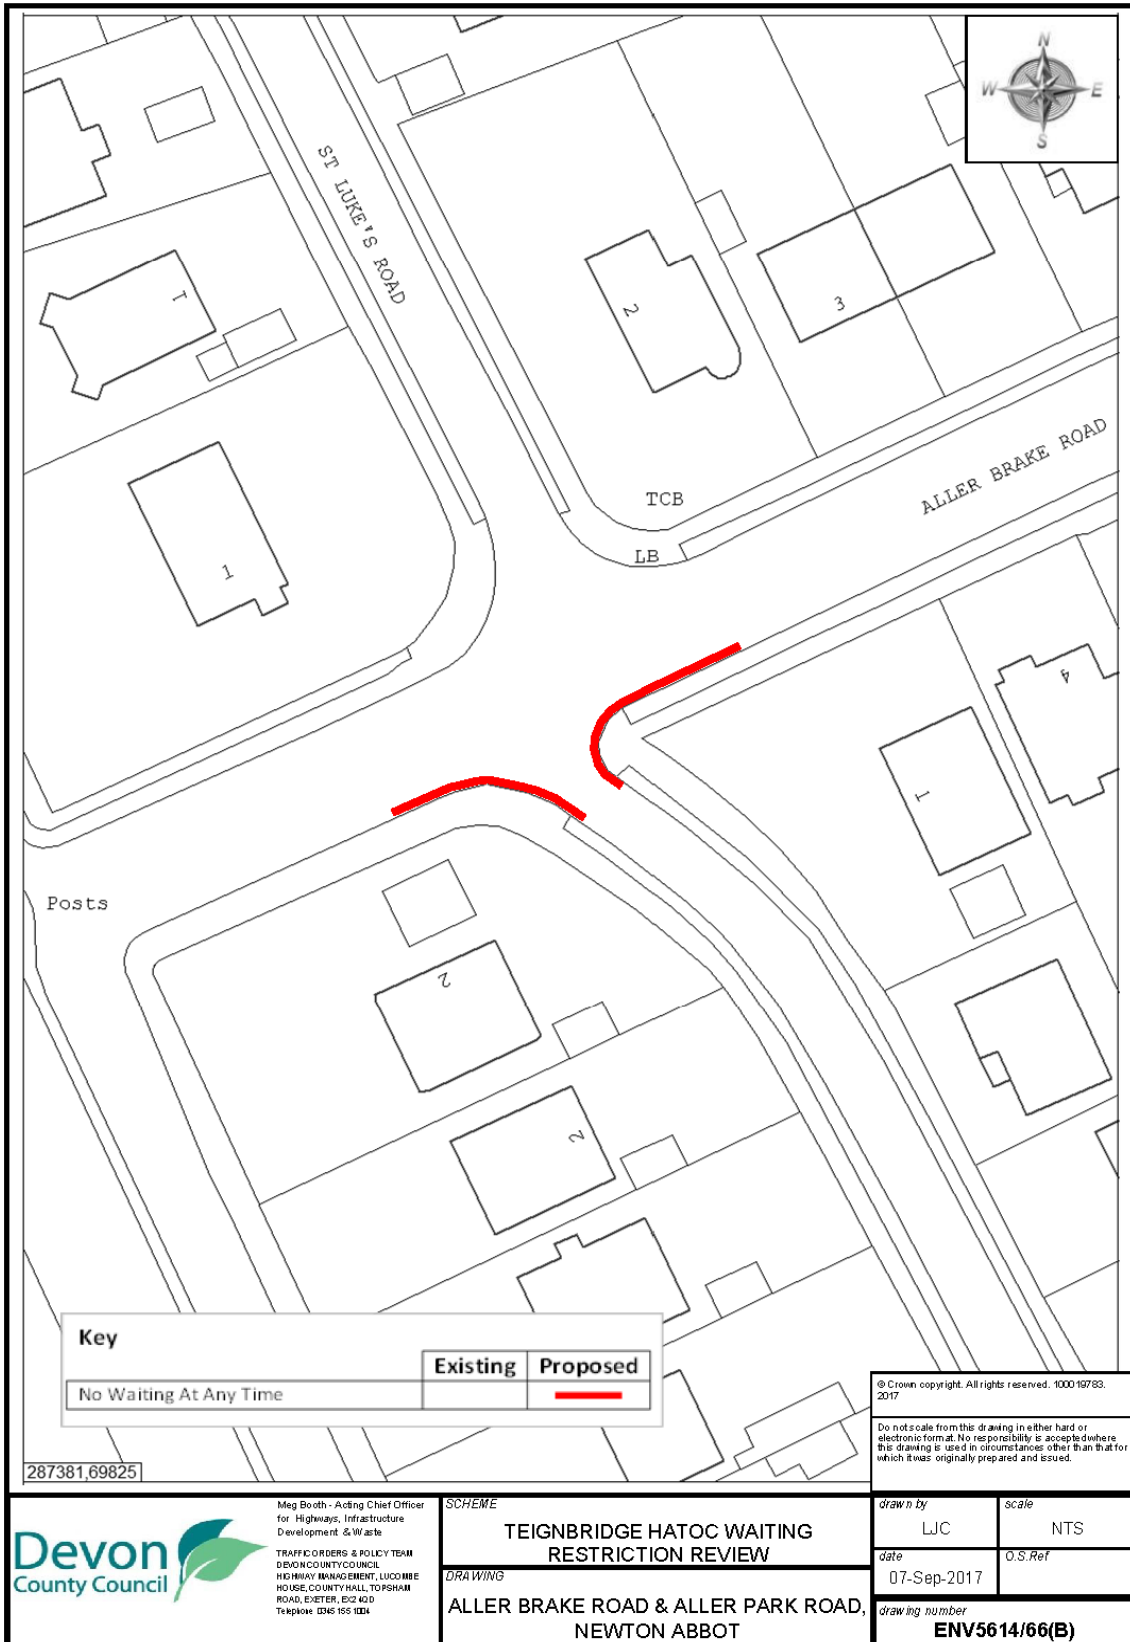 N
W E
S
ST LUKE'S ROAD
1
2
3
TCB
LB
ALLER BRAKE ROAD
1
4
1
Posts
2
2
Key
Existing Proposed
No Waiting At Any Time
287381,69825
© Crown copyright. All rights reserved. 100019783.
2017
Do not scale from this drawing in either hard or
electronic format. No responsibility is accepted where
this drawing is used in circumstances other than that for
which it was originally prepared and issued.
Devon
County Council
Meg Booth - Acting Chief Officer
for Highways, Infrastructure
Development & Waste
TRAFFIC ORDERS & POLICY TEAM
DEVON COUNTY COUNCIL
HIGHWAY MANAGEMENT, LUCOMBE
HOUSE, COUNTY HALL, TOPSHAM
ROAD, EXETER, EX2 4QD
Telephone 0345 155 1004
SCHEME
TEIGNBRIDGE HATOC WAITING
RESTRICTION REVIEW
DRAWING
ALLER BRAKE ROAD & ALLER PARK ROAD,
NEWTON ABBOT
drawn by
LJC
scale
NTS
date
07-Sep-2017
O.S.Ref
drawing number
ENV5614/66(B)